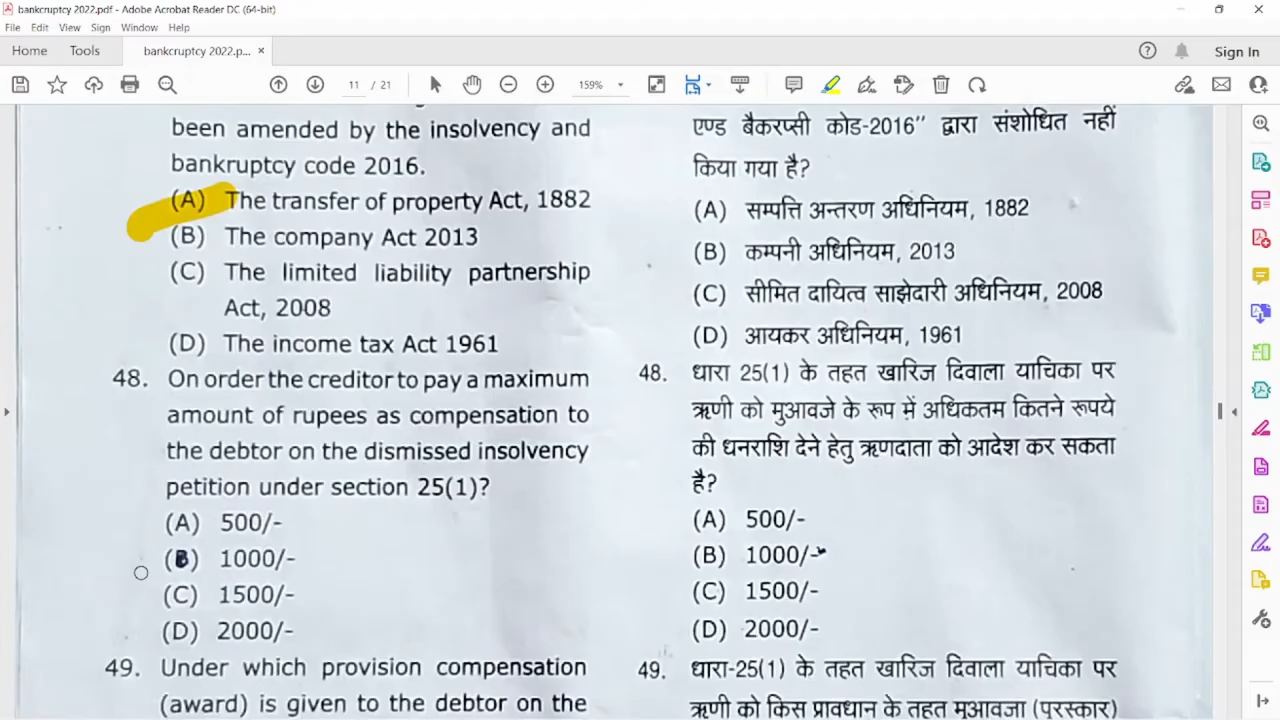 bankcruptcy 2022.pdf - Adobe Acrobat Reader DC (64-bit)
File Edit View Sign Window Help
Home Tools bankcruptcy 2022.p... × Sign In
11 / 21 159%
been amended by the insolvency and
bankruptcy code 2016.
(A) The transfer of property Act, 1882
(B) The company Act 2013
(C) The limited liability partnership
Act, 2008
(D) The income tax Act 1961
48. On order the creditor to pay a maximum
amount of rupees as compensation to
the debtor on the dismissed insolvency
petition under section 25(1)?
(A) 500/-
(B) 1000/-
(C) 1500/-
(D) 2000/-
49. Under which provision compensation
(award) is given to the debtor on the
एण्ड बैंकरप्सी कोड-2016" द्वारा संशोधित नहीं
किया गया है?
(A) सम्पत्ति अन्तरण अधिनियम, 1882
(B) कम्पनी अधिनियम, 2013
(C) सीमित दायित्व साझेदारी अधिनियम, 2008
(D) आयकर अधिनियम, 1961
48. धारा 25(1) के तहत खारिज दिवाला याचिका पर
ऋणी को मुआवजे के रूप में अधिकतम कितने रूपये
की धनराशि देने हेतु ऋणदाता को आदेश कर सकता
है?
(A) 500/-
(B) 1000/-
(C) 1500/-
(D) 2000/-
49. धारा-25(1) के तहत खारिज दिवाला याचिका पर
ऋणी को किस प्रावधान के तहत मुआवजा (पुरस्कार)